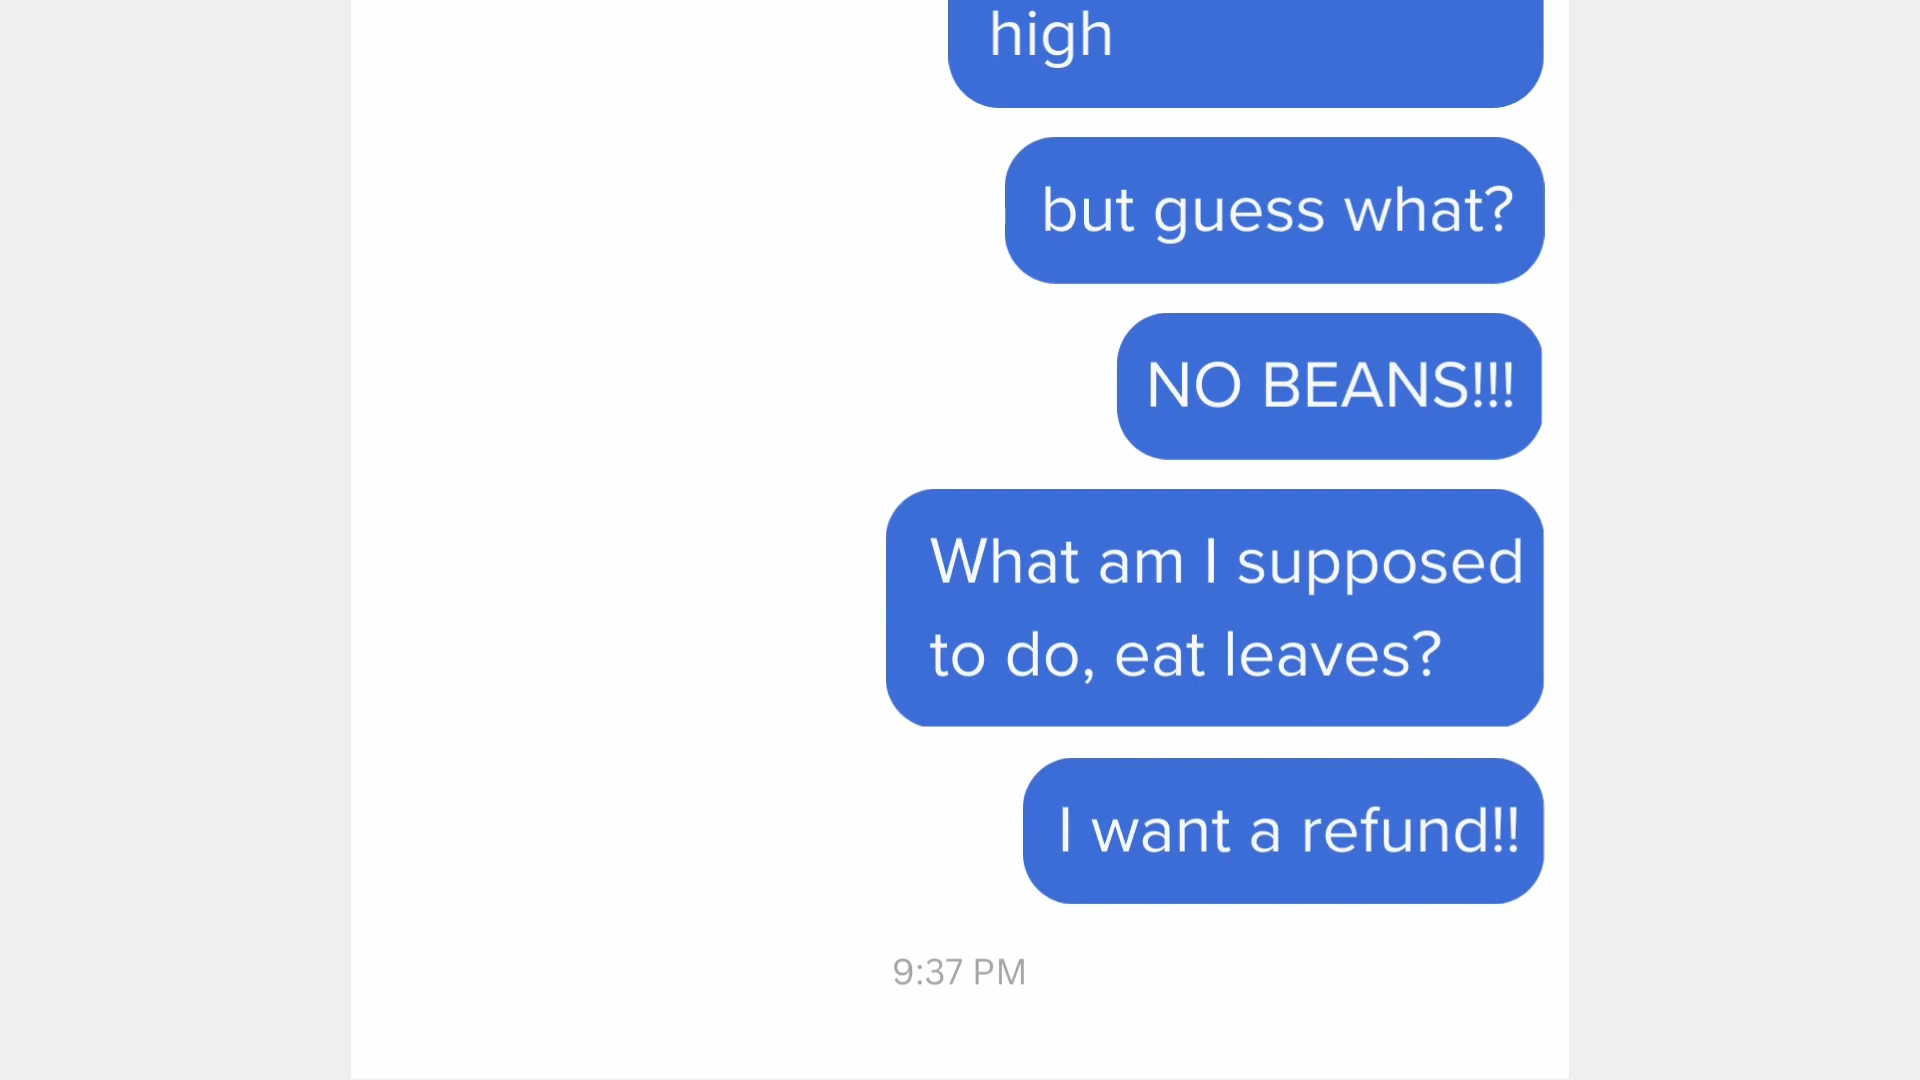 high
but guess what?
NO BEANS!!!
What am I supposed
to do, eat leaves?
I want a refund!!
9:37 PM